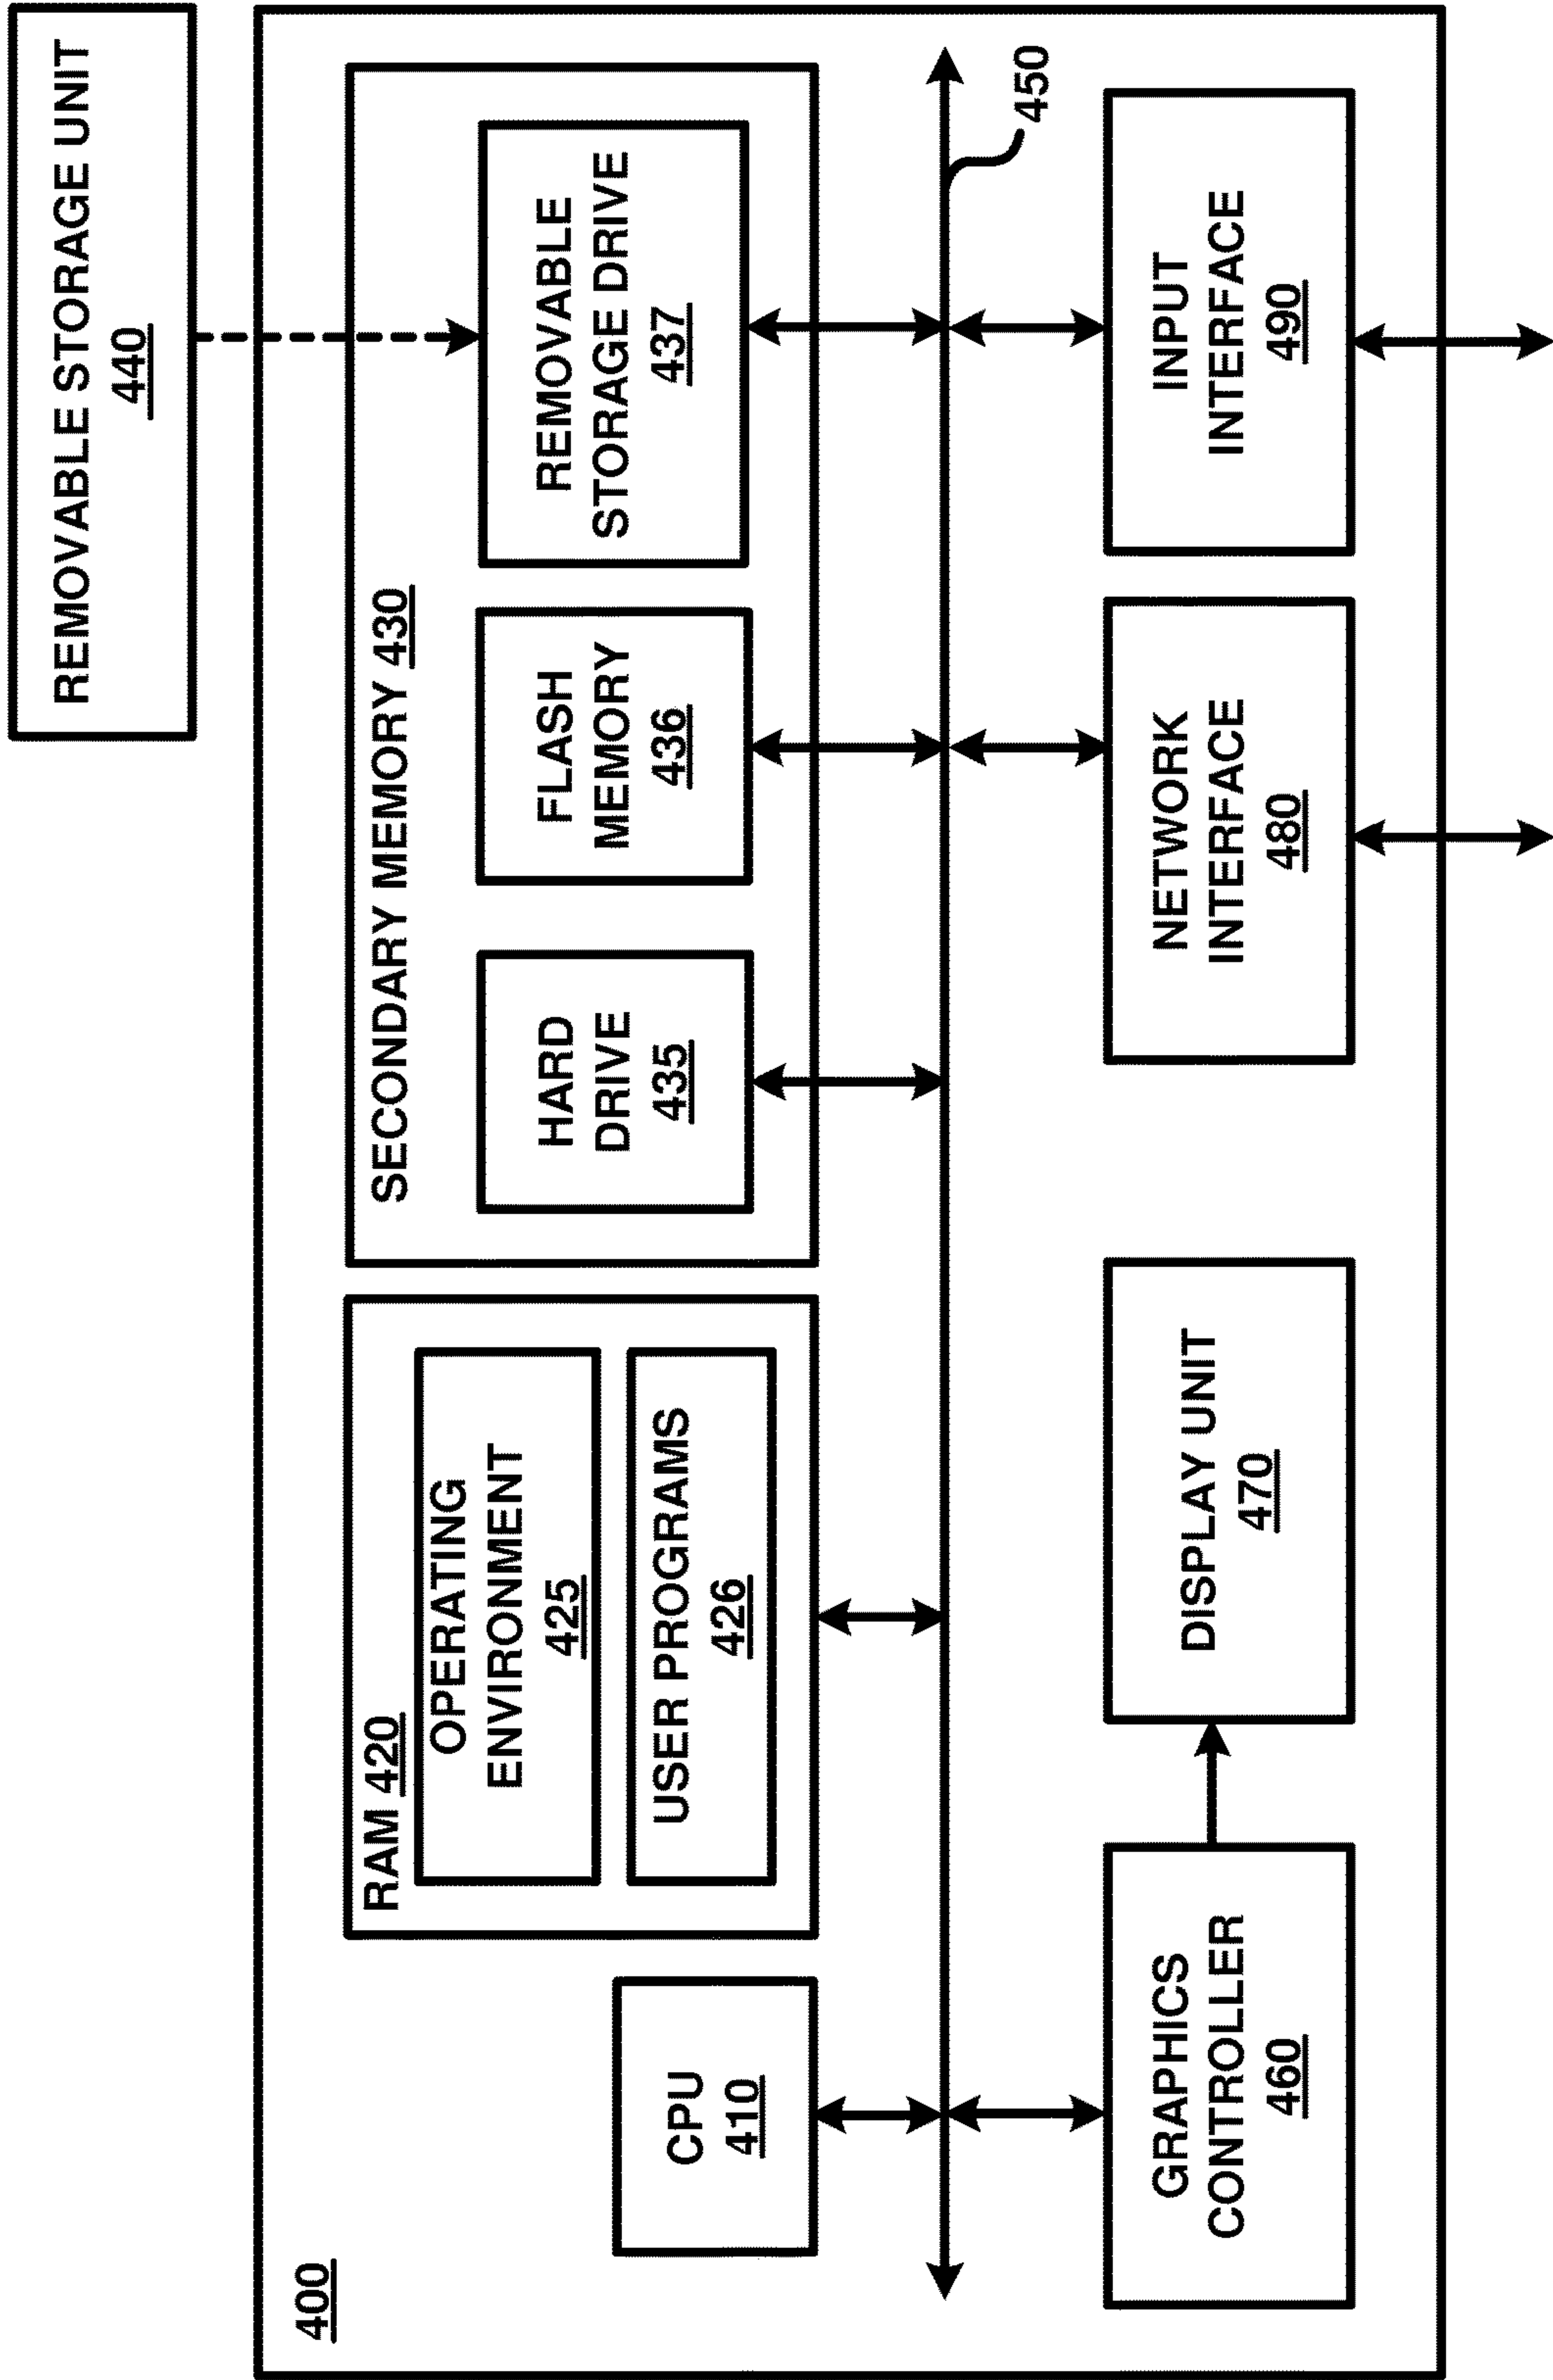 REMOVABLE STORAGE UNIT
440
400
CPU
410
RAM 420
OPERATING
ENVIRONMENT
425
USER PROGRAMS
426
SECONDARY MEMORY 430
HARD
DRIVE
435
FLASH
MEMORY
436
REMOVABLE
STORAGE DRIVE
437
450
GRAPHICS
CONTROLLER
460
DISPLAY UNIT
470
NETWORK
INTERFACE
480
INPUT
INTERFACE
490